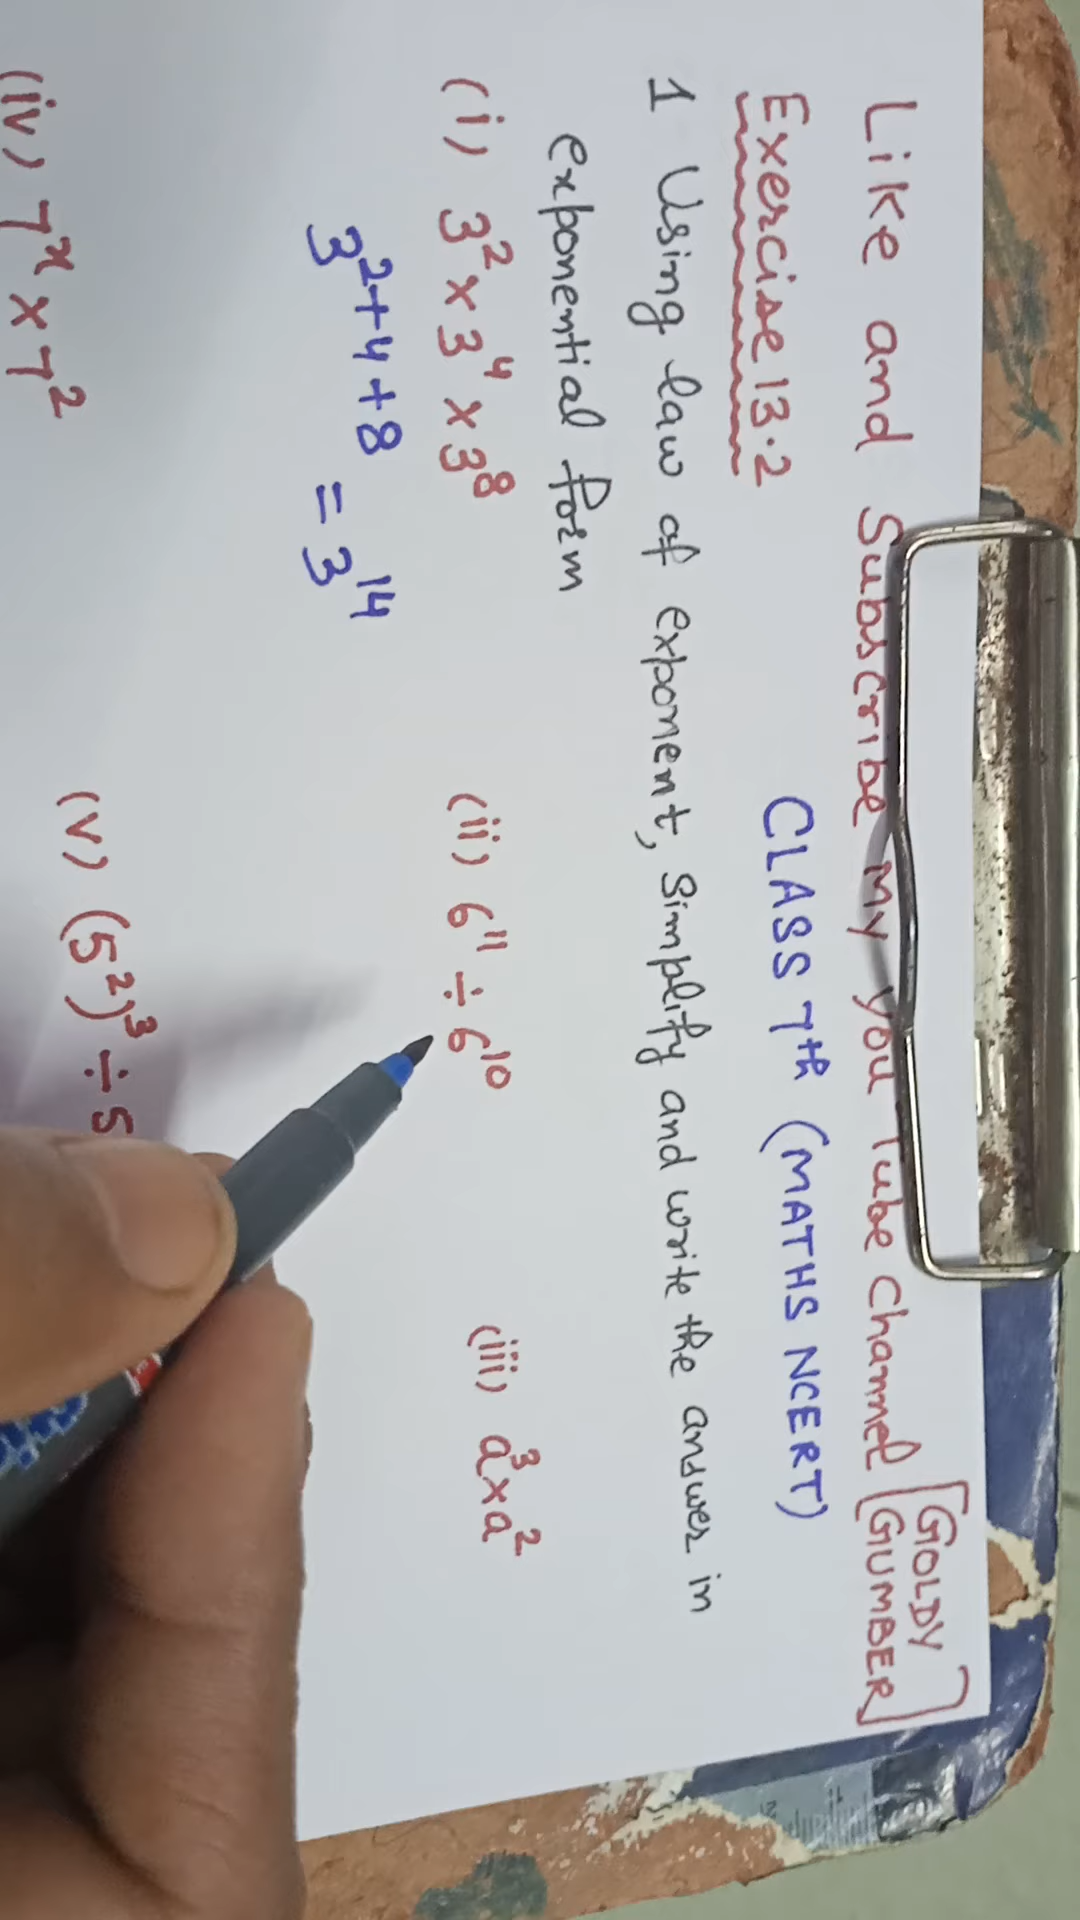 Like and Subscribe My You Tube Channel [GOLDY GUMBER]
Exercise 13.2 CLASS 7th (MATHS NCERT)
1 Using law of exponent, Simplify and write the answer in
exponential form
(i) 3² × 3⁴ × 3⁸ (ii) 6¹¹ ÷ 6¹⁰ (iii) a³ × a²
3²⁺⁴⁺⁸ = 3¹⁴
(iv) 7ˣ × 7² (v) (5²)³ ÷ 5